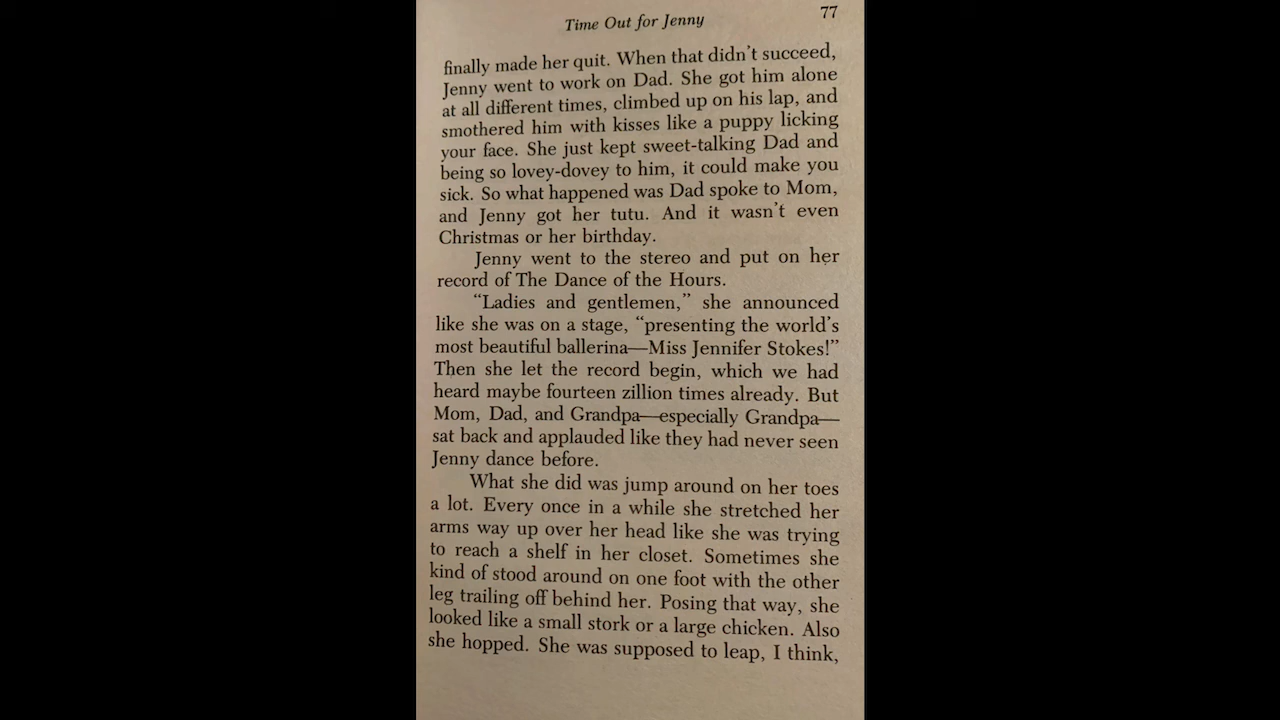 Time Out for Jenny
77
finally made her quit. When that didn't succeed,
Jenny went to work on Dad. She got him alone
at all different times, climbed up on his lap, and
smothered him with kisses like a puppy licking
your face. She just kept sweet-talking Dad and
being so lovey-dovey to him, it could make you
sick. So what happened was Dad spoke to Mom,
and Jenny got her tutu. And it wasn't even
Christmas or her birthday.
Jenny went to the stereo and put on her
record of The Dance of the Hours.
“Ladies and gentlemen,” she announced
like she was on a stage, “presenting the world's
most beautiful ballerina—Miss Jennifer Stokes!”
Then she let the record begin, which we had
heard maybe fourteen zillion times already. But
Mom, Dad, and Grandpa—especially Grandpa—
sat back and applauded like they had never seen
Jenny dance before.
What she did was jump around on her toes
a lot. Every once in a while she stretched her
arms way up over her head like she was trying
to reach a shelf in her closet. Sometimes she
kind of stood around on one foot with the other
leg trailing off behind her. Posing that way, she
looked like a small stork or a large chicken. Also
she hopped. She was supposed to leap, I think,